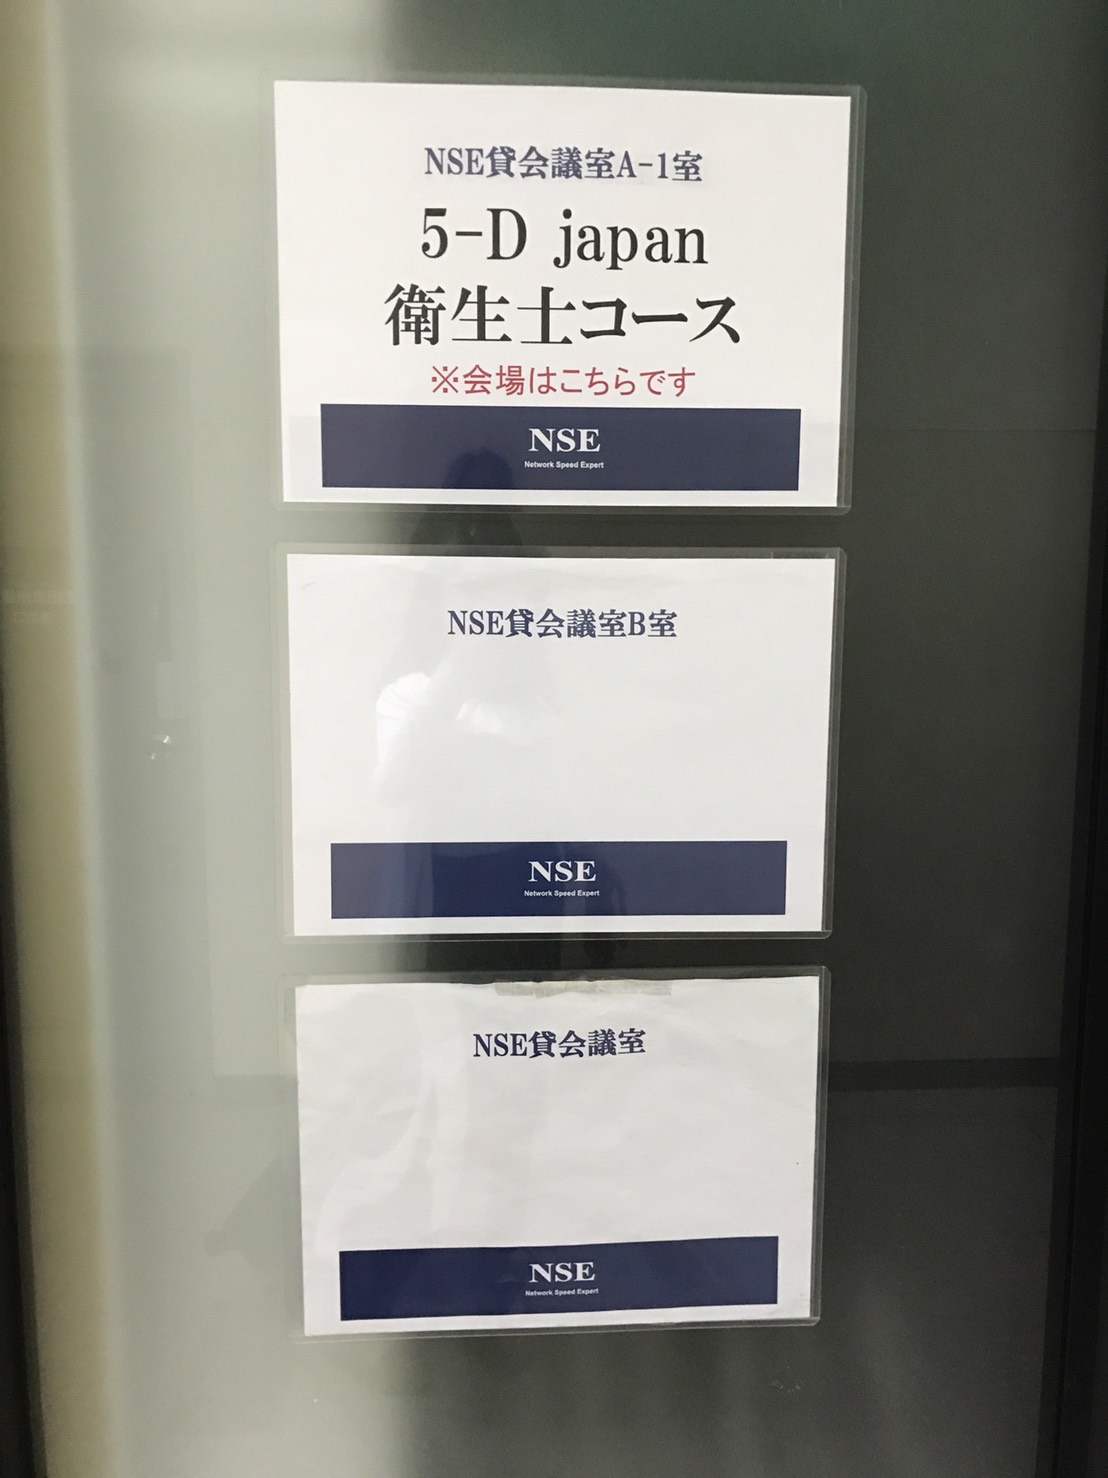 NSE貸会議室A-1室
5-D japan
衛生士コース
※会場はこちらです
NSE
Network Speed Expert
NSE貸会議室B室
NSE
Network Speed Expert
NSE貸会議室
NSE
Network Speed Expert